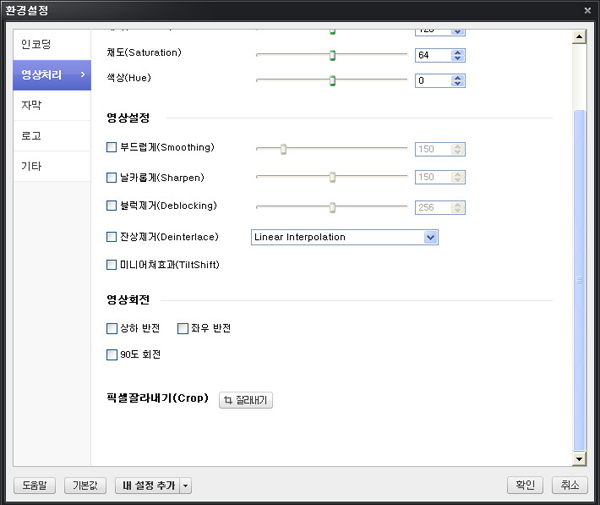 환경설정
인코딩
영상처리
자막
로고
기타
채도(Saturation) 64
색상(Hue) 0
영상설정
부드럽게(Smoothing) 150
날카롭게(Sharpen) 150
블럭제거(Deblocking) 256
잔상제거(Deinterlace) Linear Interpolation
미니어쳐효과(TiltShift)
영상회전
상하 반전 좌우 반전
90도 회전
픽셀잘라내기(Crop) 잘라내기
도움말 기본값 내 설정 추가 확인 취소